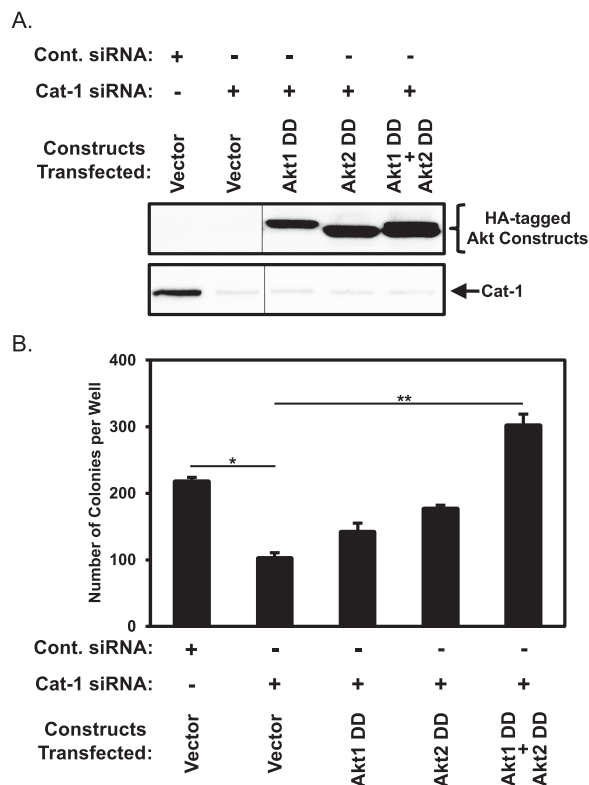 A.
Cont. siRNA: + - - - -
Cat-1 siRNA: - + + + +
Constructs
Transfected:
Vector
Vector
Akt1 DD
Akt2 DD
Akt1 DD
+
Akt2 DD
HA-tagged
Akt Constructs
Cat-1
B.
Number of Colonies per Well
400
300
200
100
0
*
**
Cont. siRNA: + - - - -
Cat-1 siRNA: - + + + +
Constructs
Transfected:
Vector
Vector
Akt1 DD
Akt2 DD
Akt1 DD
+
Akt2 DD